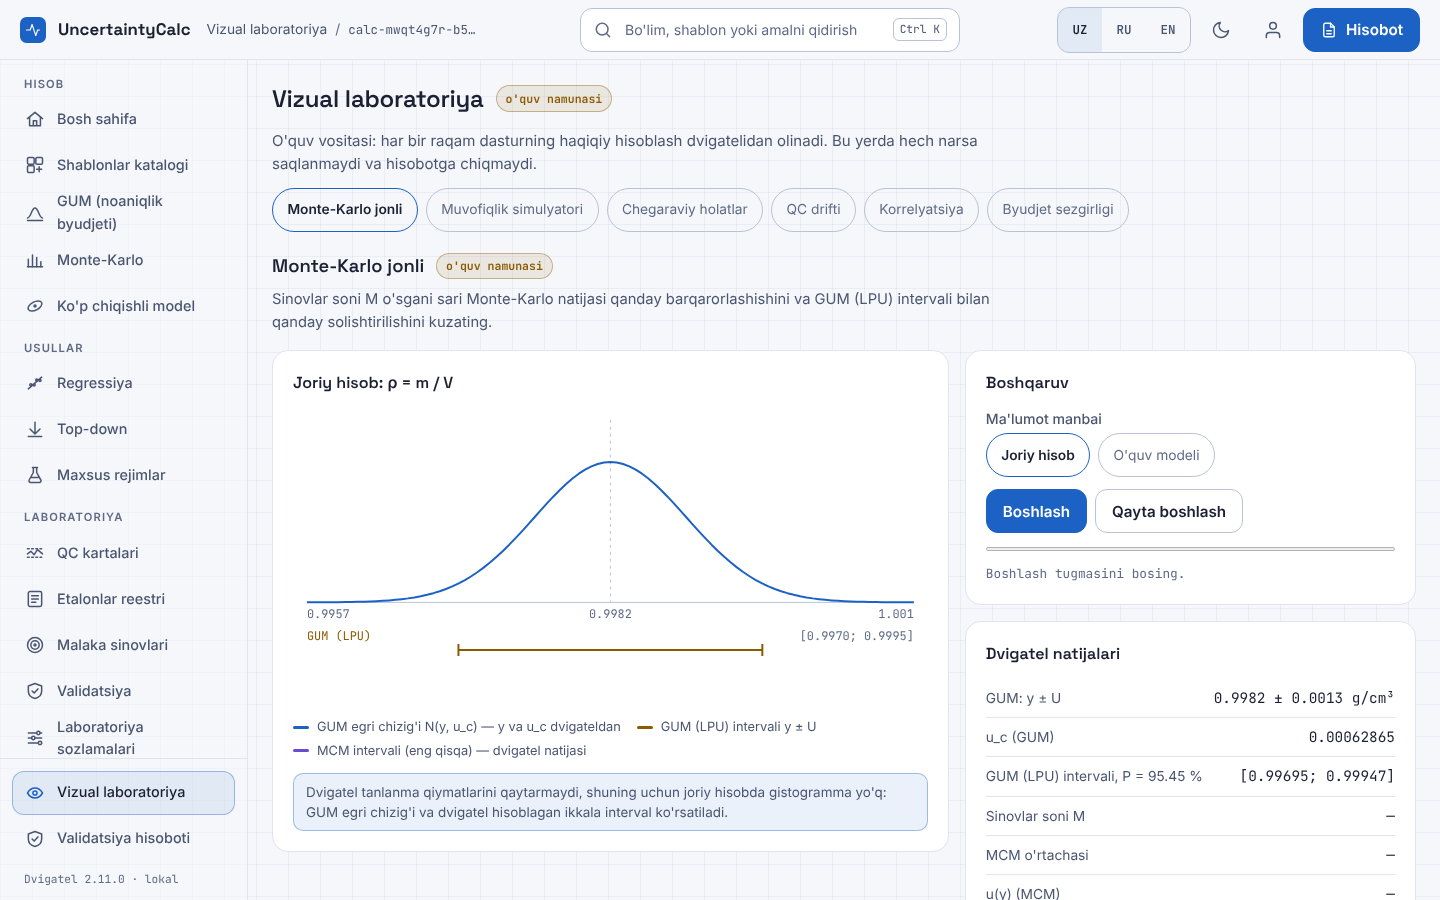 UncertaintyCalc
Vizual laboratoriya / calc-mwqt4g7r-b5…
Bo'lim, shablon yoki amalni qidirish
Ctrl K
UZ
RU
EN
Hisobot
HISOB
Bosh sahifa
Shablonlar katalogi
GUM (noaniqlik
byudjeti)
Monte-Karlo
Ko'p chiqishli model
USULLAR
Regressiya
Top-down
Maxsus rejimlar
LABORATORIYA
QC kartalari
Etalonlar reestri
Malaka sinovlari
Validatsiya
Laboratoriya
sozlamalari
Vizual laboratoriya
Validatsiya hisoboti
Dvigatel 2.11.0 · lokal
Vizual laboratoriya
o'quv namunasi
O'quv vositasi: har bir raqam dasturning haqiqiy hisoblash dvigatelidan olinadi. Bu yerda hech narsa
saqlanmaydi va hisobotga chiqmaydi.
Monte-Karlo jonli
Muvofiqlik simulyatori
Chegaraviy holatlar
QC drifti
Korrelyatsiya
Byudjet sezgirligi
Monte-Karlo jonli
o'quv namunasi
Sinovlar soni M o'sgani sari Monte-Karlo natijasi qanday barqarorlashishini va GUM (LPU) intervali bilan
qanday solishtirilishini kuzating.
Joriy hisob: ρ = m / V
0.9957
0.9982
1.001
GUM (LPU)
[0.9970; 0.9995]
GUM egri chizig'i N(y, u_c) — y va u_c dvigateldan
GUM (LPU) intervali y ± U
MCM intervali (eng qisqa) — dvigatel natijasi
Dvigatel tanlanma qiymatlarini qaytarmaydi, shuning uchun joriy hisobda gistogramma yo'q:
GUM egri chizig'i va dvigatel hisoblagan ikkala interval ko'rsatiladi.
Boshqaruv
Ma'lumot manbai
Joriy hisob
O'quv modeli
Boshlash
Qayta boshlash
Boshlash tugmasini bosing.
Dvigatel natijalari
GUM: y ± U
0.9982 ± 0.0013 g/cm³
u_c (GUM)
0.00062865
GUM (LPU) intervali, P = 95.45 %
[0.99695; 0.99947]
Sinovlar soni M
—
MCM o'rtachasi
—
u(y) (MCM)
—